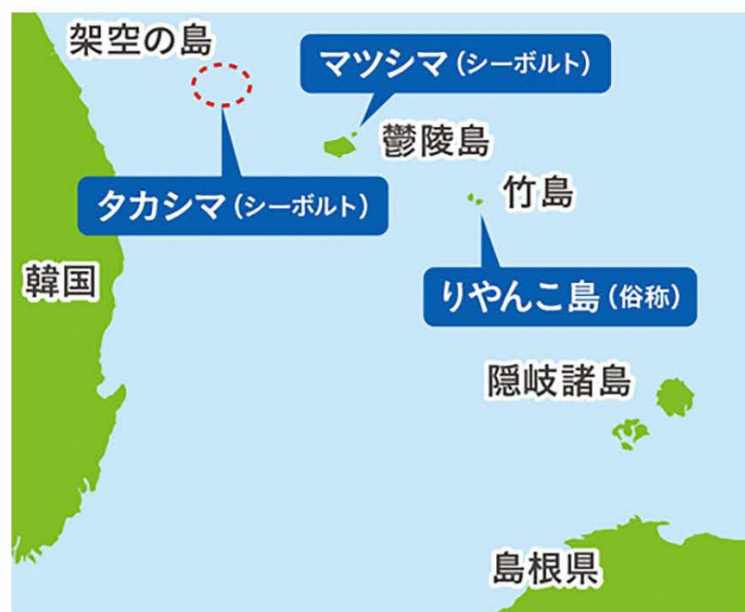 架空の島
マツシマ(シーボルト)
鬱陵島
タカシマ(シーボルト)
竹島
韓国
りやんこ島(俗称)
隠岐諸島
島根県